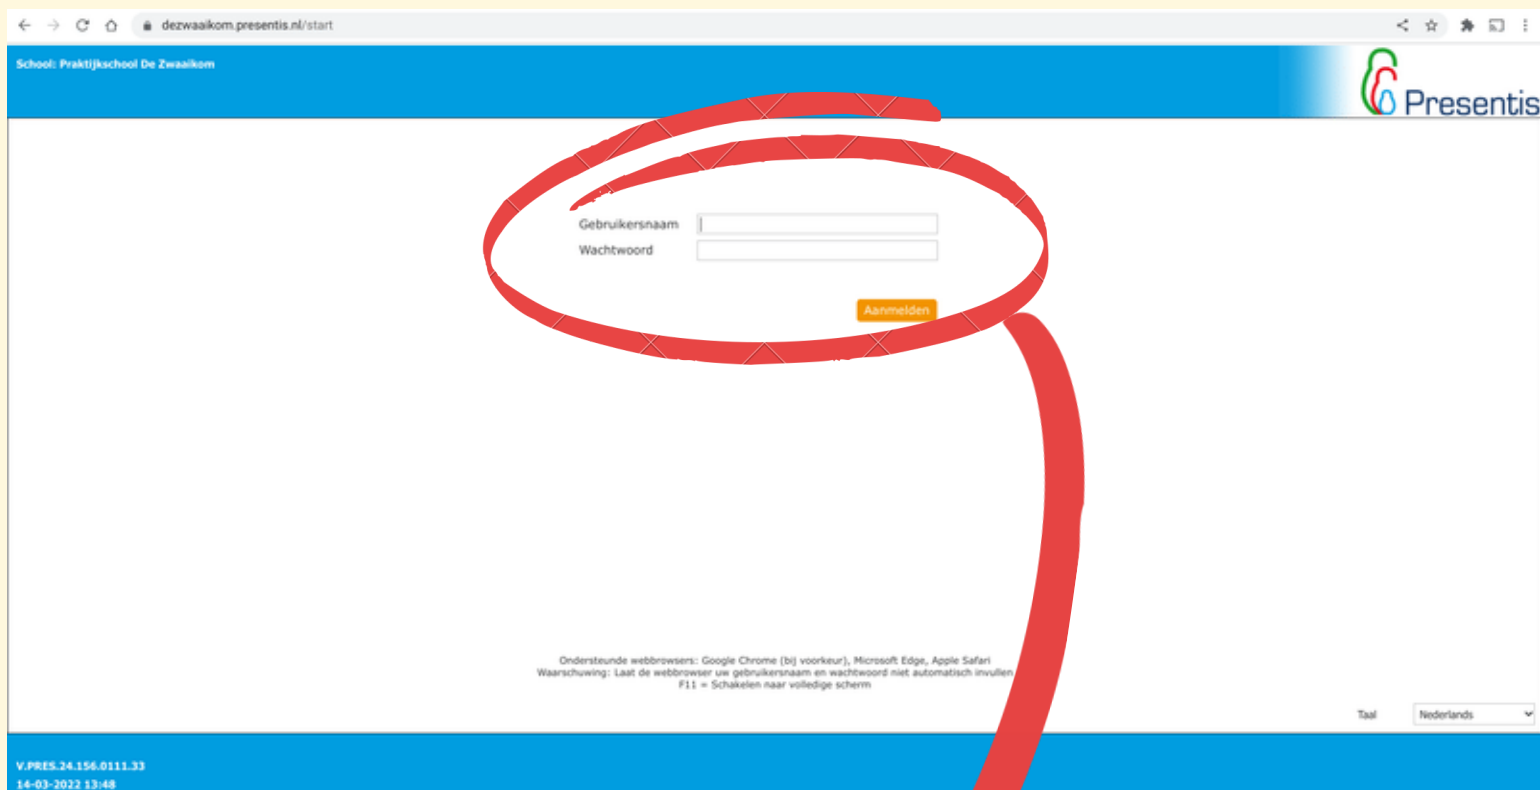 dezwaaikom.presentis.nl/start
School: Praktijkschool De Zwaaikom
Presentis
Gebruikersnaam
Wachtwoord
Aanmelden
Ondersteunde webbrowsers: Google Chrome (bij voorkeur), Microsoft Edge, Apple Safari
Waarschuwing: Laat de webbrowser uw gebruikersnaam en wachtwoord niet automatisch invullen
F11 = Schakelen naar volledige scherm
Taal Nederlands
V.PRES.24.156.0111.33
14-03-2022 13:48